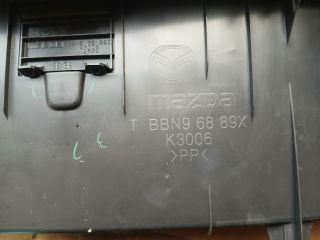 mazda
T BBN9 68 89X
K3006
>PP<